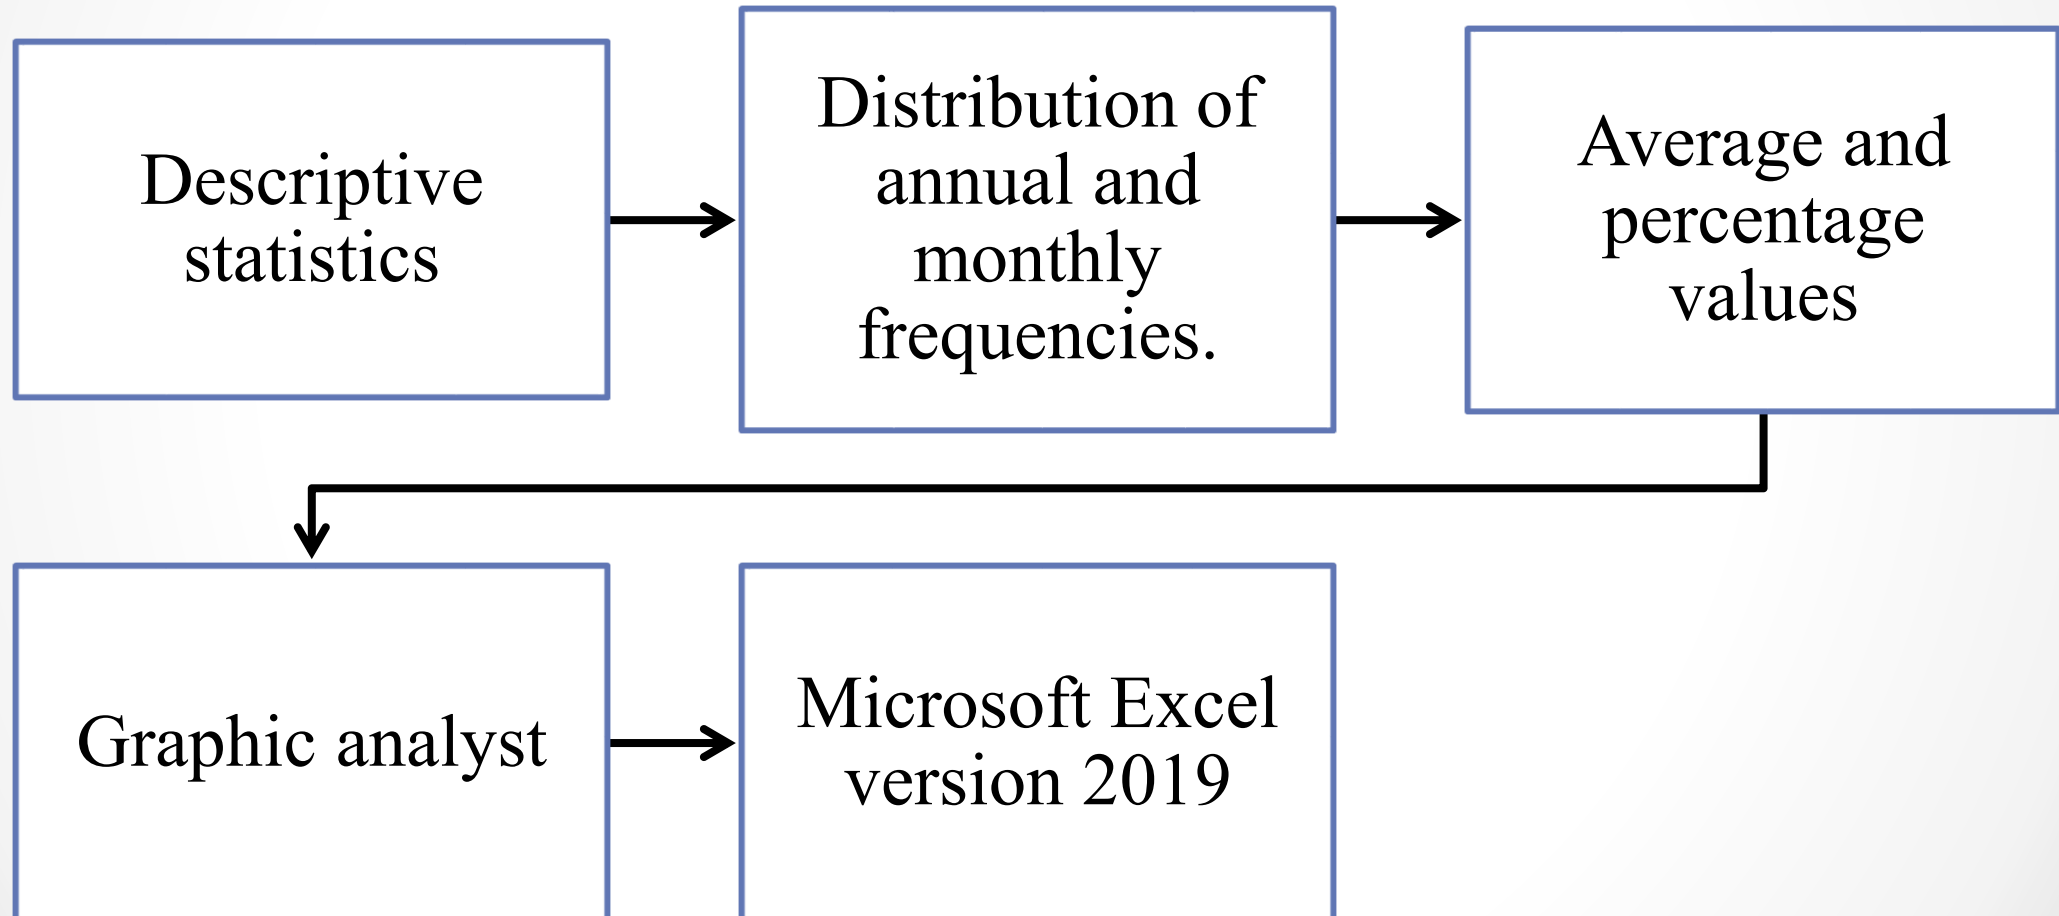 Descriptive
statistics
Distribution of
annual and
monthly
frequencies.
Average and
percentage
values
Graphic analyst
Microsoft Excel
version 2019